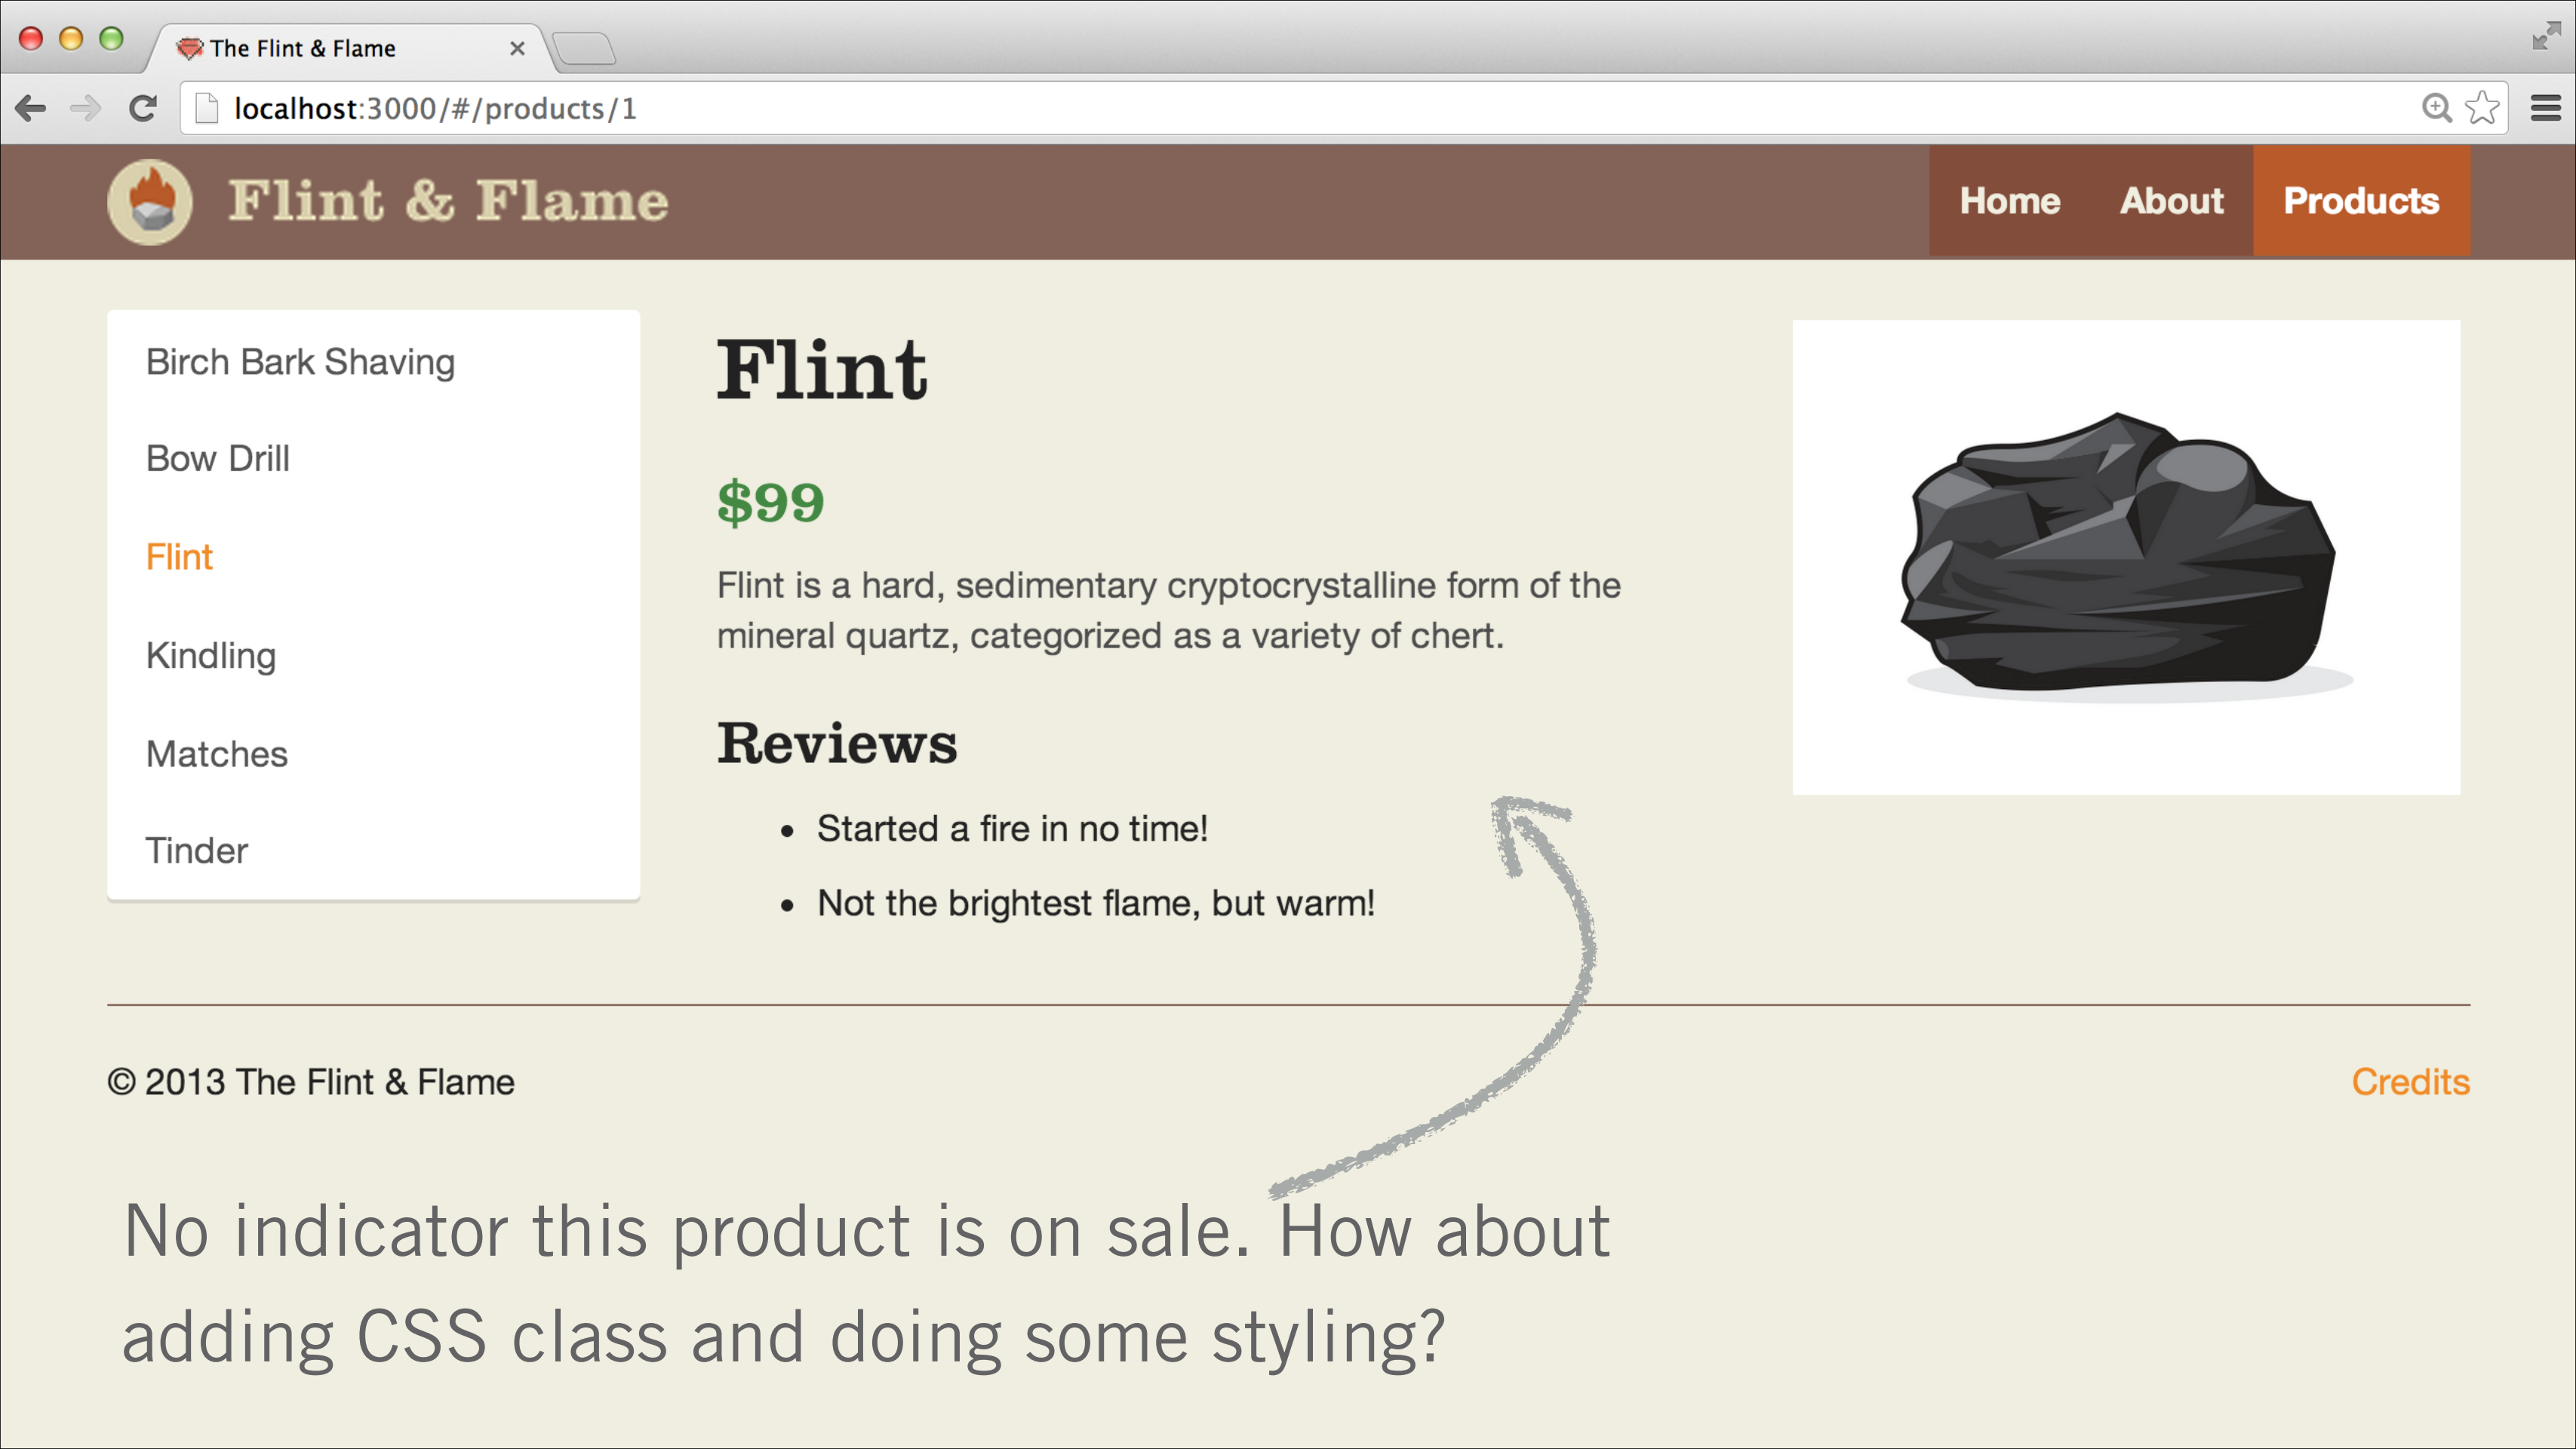 The Flint & Flame
localhost:3000/#/products/1
Flint & Flame
Home About Products
Birch Bark Shaving
Bow Drill
Flint
Kindling
Matches
Tinder
Flint
$99
Flint is a hard, sedimentary cryptocrystalline form of the
mineral quartz, categorized as a variety of chert.
Reviews
• Started a fire in no time!
• Not the brightest flame, but warm!
© 2013 The Flint & Flame
Credits
No indicator this product is on sale. How about
adding CSS class and doing some styling?